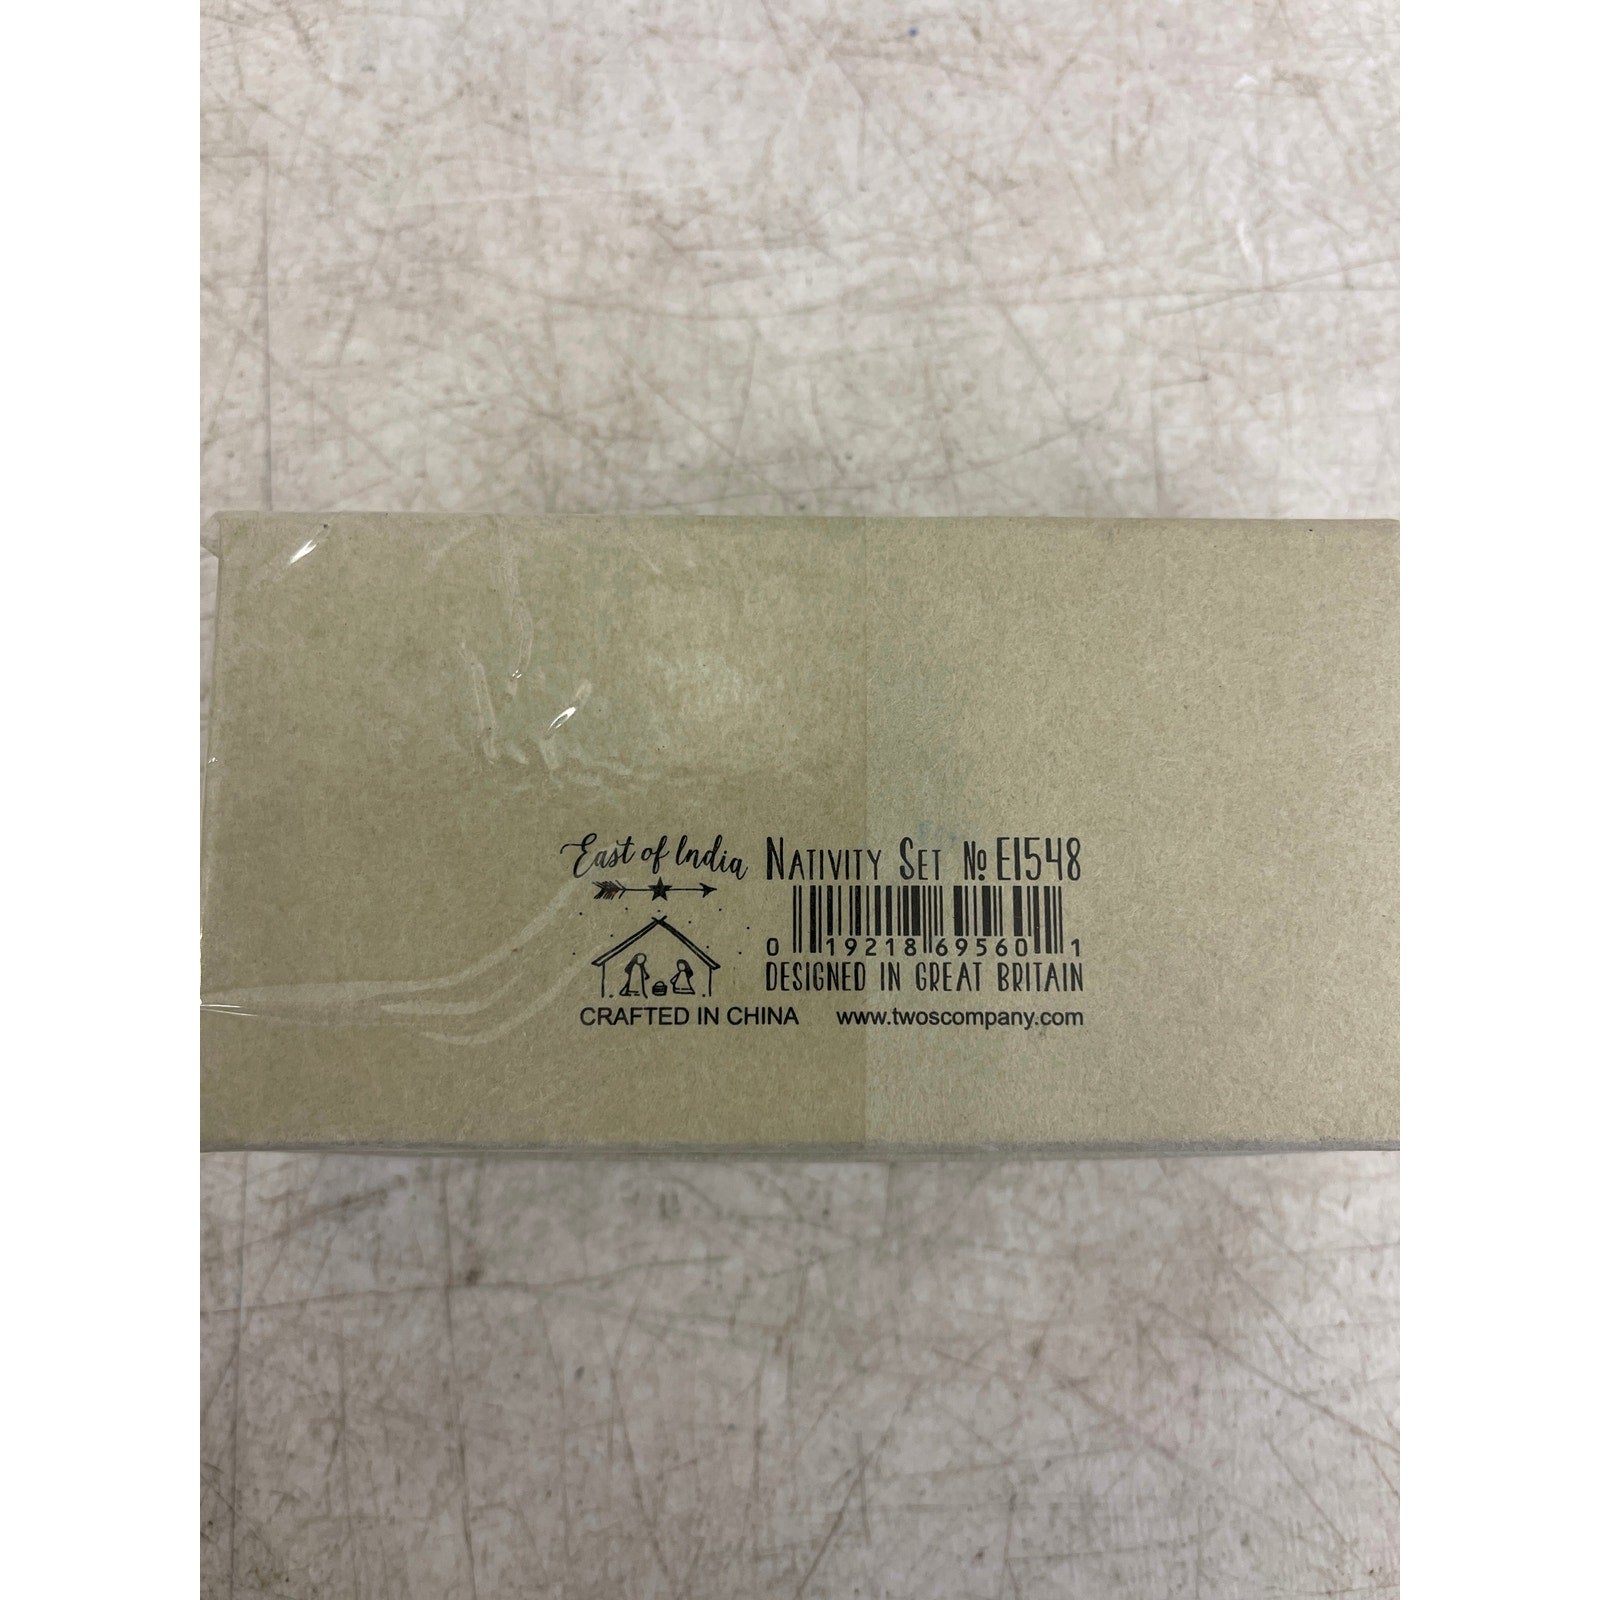 East of India
NATIVITY SET № EI548
0 19218 69560 1
DESIGNED IN GREAT BRITAIN
CRAFTED IN CHINA www.twoscompany.com